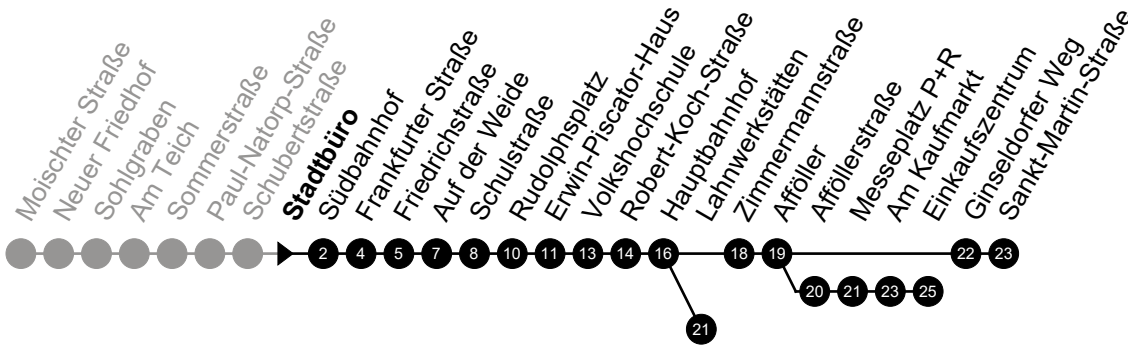 Moischter Straße
Neuer Friedhof
Sohlgraben
Am Teich
Sommerstraße
Paul-Natorp-Straße
Schubertstraße
Stadtbüro
Südbahnhof
Frankfurter Straße
Friedrichstraße
Auf der Weide
Schulstraße
Rudolphsplatz
Erwin-Piscator-Haus
Volkshochschule
Robert-Koch-Straße
Hauptbahnhof
Lahnwerkstätten
Zimmermannstraße
Afföller
Afföllerstraße
Messeplatz P+R
Am Kaufmarkt
Einkaufszentrum
Ginseldorfer Weg
Sankt-Martin-Straße
2 4 5 7 8 10 11 13 14 16 18 19 22 23
20 21 23 25
21